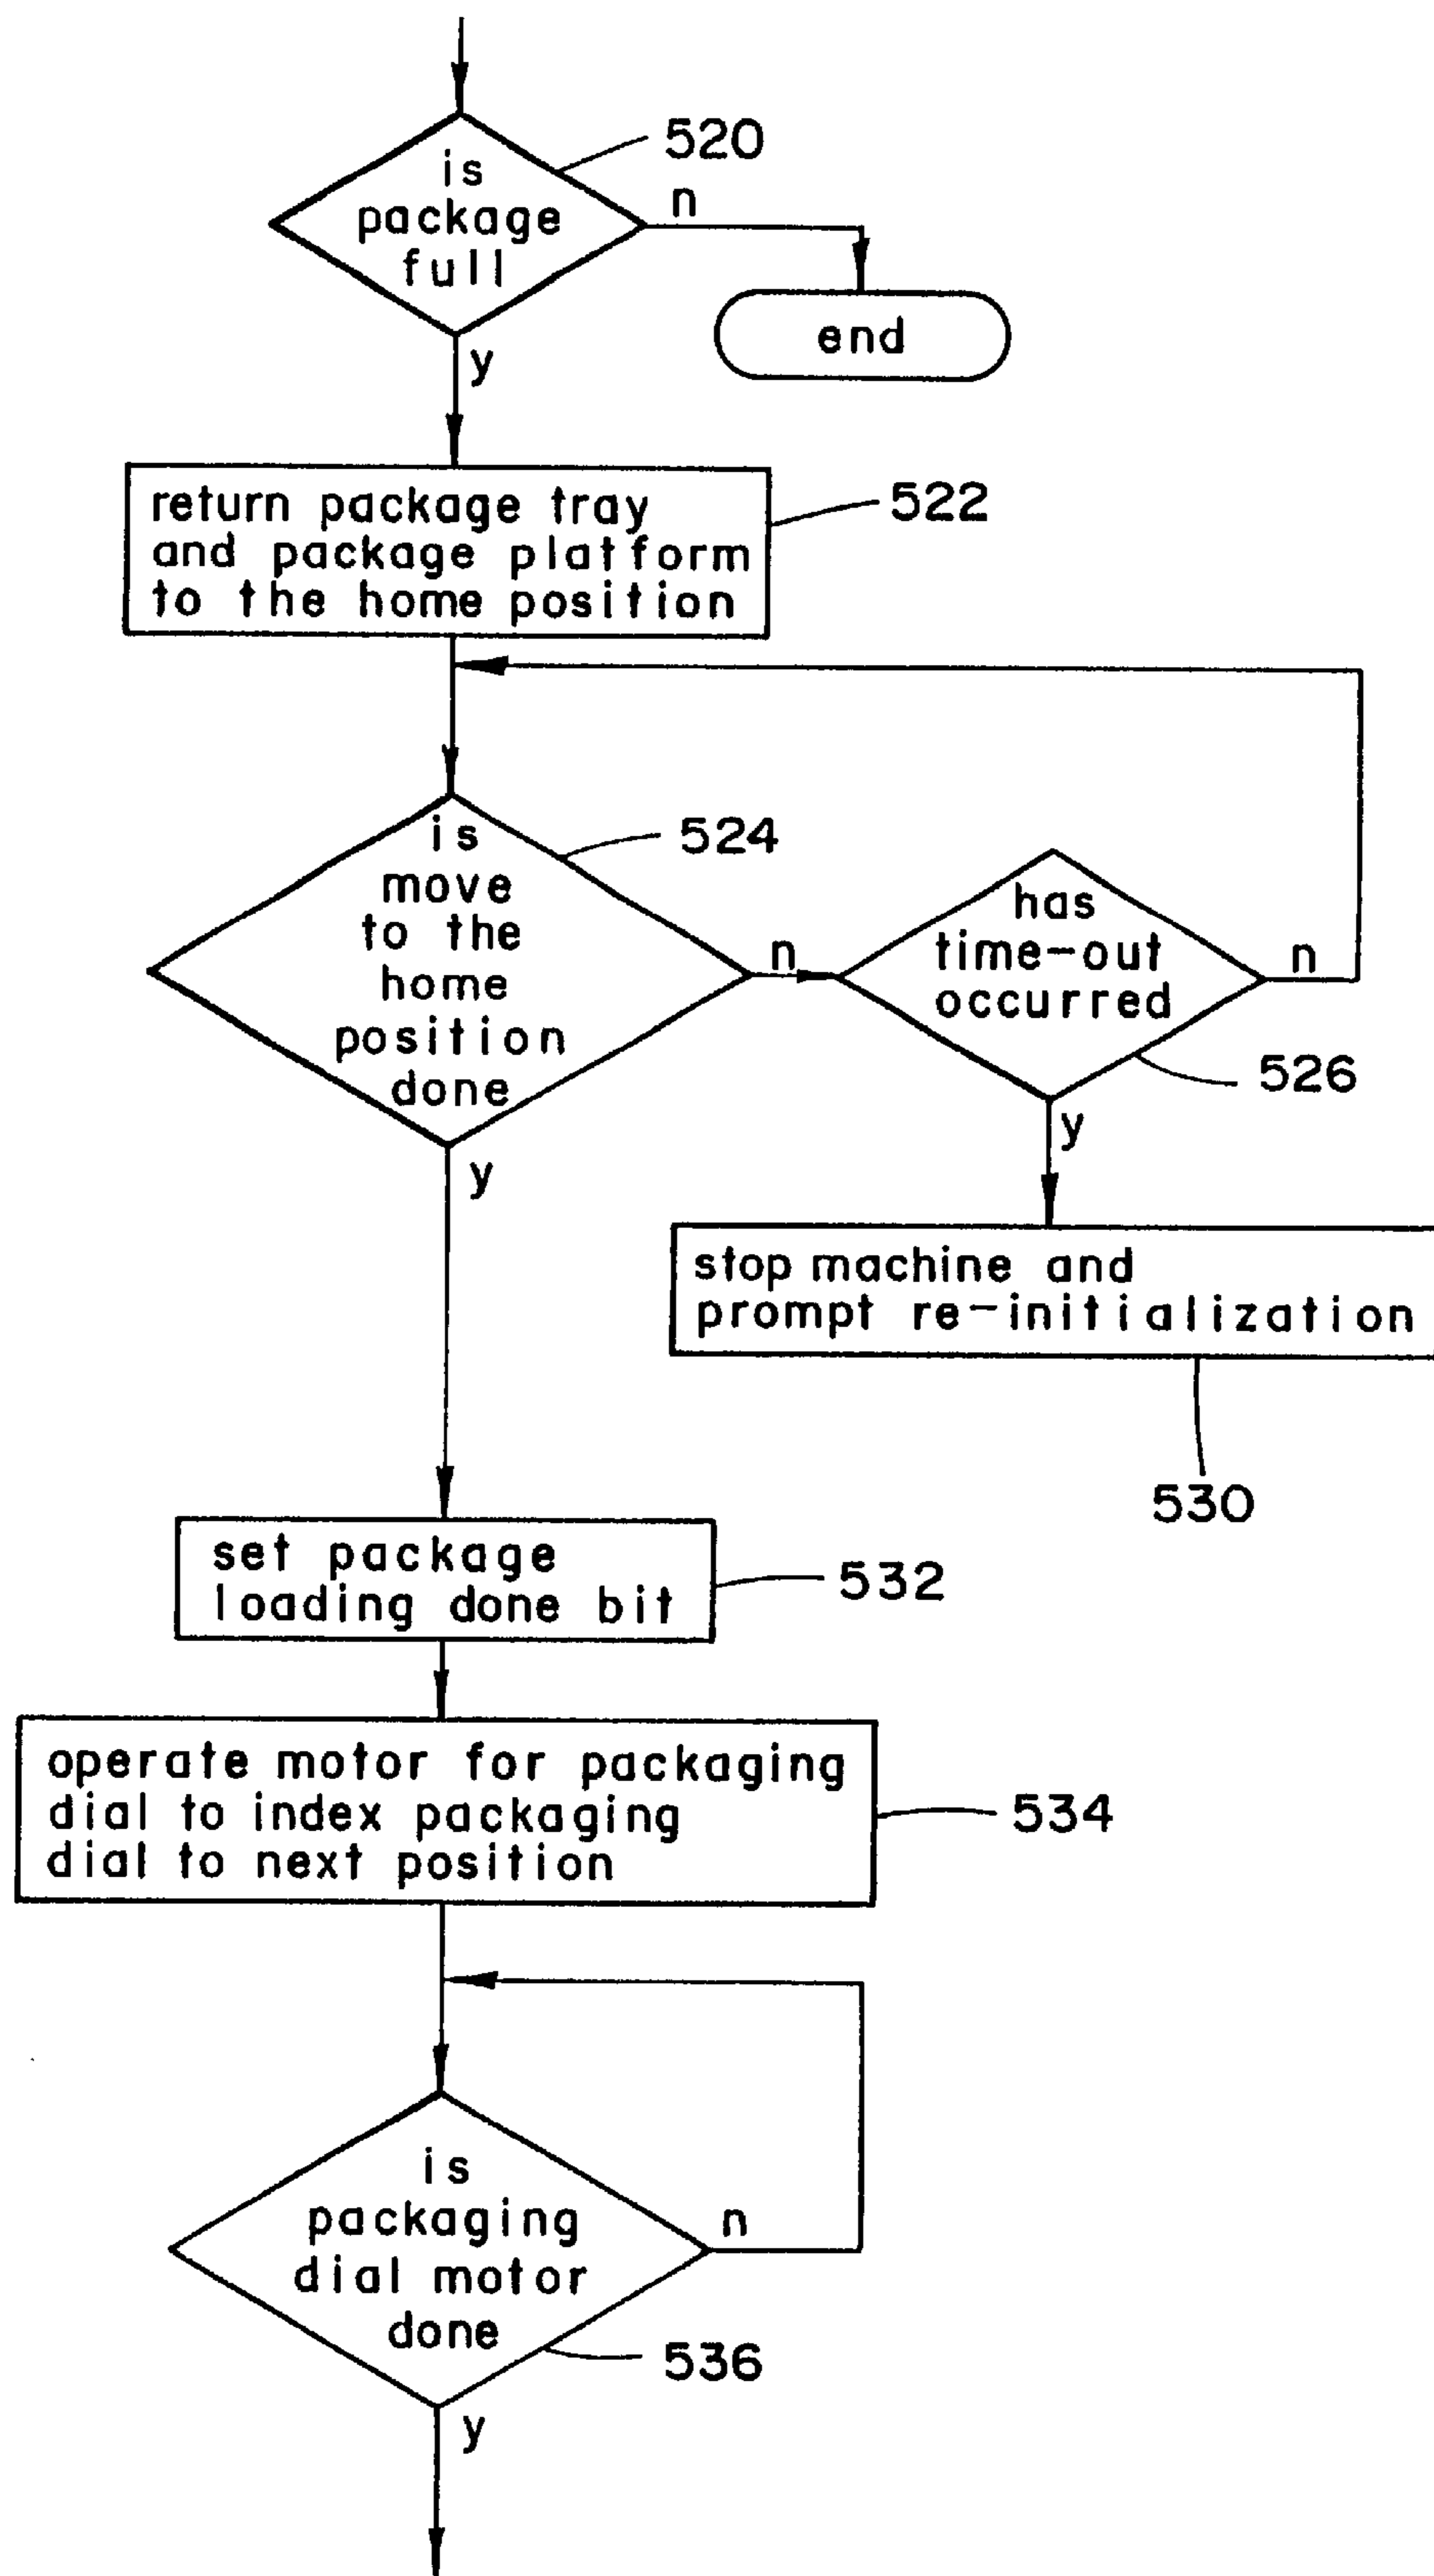 is
package
full
520
n
end
y
return package tray
and package platform
to the home position
522
is
move
to the
home
position
done
524
n
has
time-out
occurred
n
526
y
y
stop machine and
prompt re-initialization
530
set package
loading done bit
532
operate motor for packaging
dial to index packaging
dial to next position
534
is
packaging
dial motor
done
n
536
y